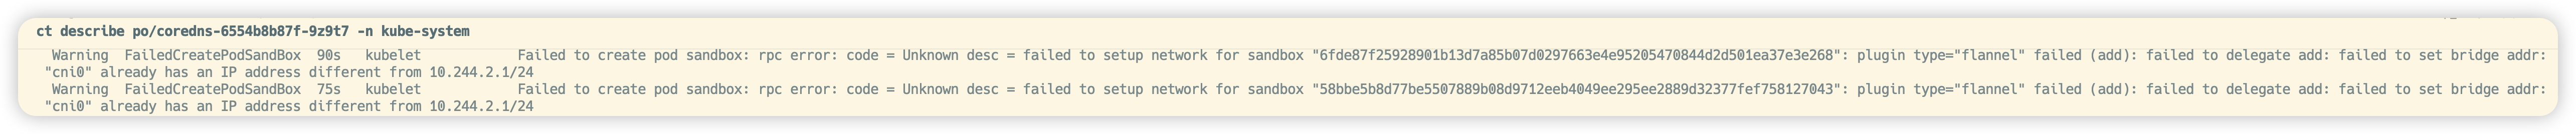 ct describe po/coredns-6554b8b87f-9z9t7 -n kube-system
Warning  FailedCreatePodSandBox  90s   kubelet            Failed to create pod sandbox: rpc error: code = Unknown desc = failed to setup network for sandbox "6fde87f25928901b13d7a85b07d0297663e4e95205470844d2d501ea37e3e268": plugin type="flannel" failed (add): failed to delegate add: failed to set bridge addr:
"cni0" already has an IP address different from 10.244.2.1/24
Warning  FailedCreatePodSandBox  75s   kubelet            Failed to create pod sandbox: rpc error: code = Unknown desc = failed to setup network for sandbox "58bbe5b8d77be5507889b08d9712eeb4049ee295ee2889d32377fef758127043": plugin type="flannel" failed (add): failed to delegate add: failed to set bridge addr:
"cni0" already has an IP address different from 10.244.2.1/24